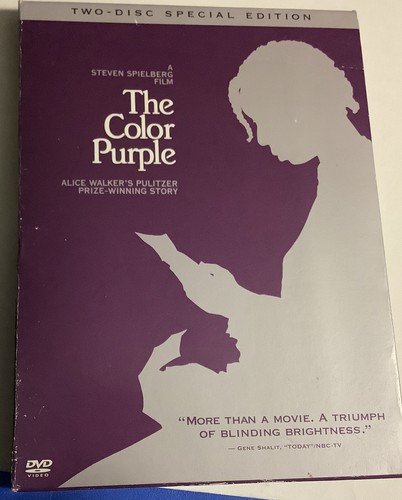 TWO-DISC SPECIAL EDITION
A
STEVEN SPIELBERG
FILM
The
Color
Purple
ALICE WALKER'S PULITZER
PRIZE-WINNING STORY
"MORE THAN A MOVIE. A TRIUMPH
OF BLINDING BRIGHTNESS."
— GENE SHALIT, "TODAY"/NBC-TV
DVD
VIDEO